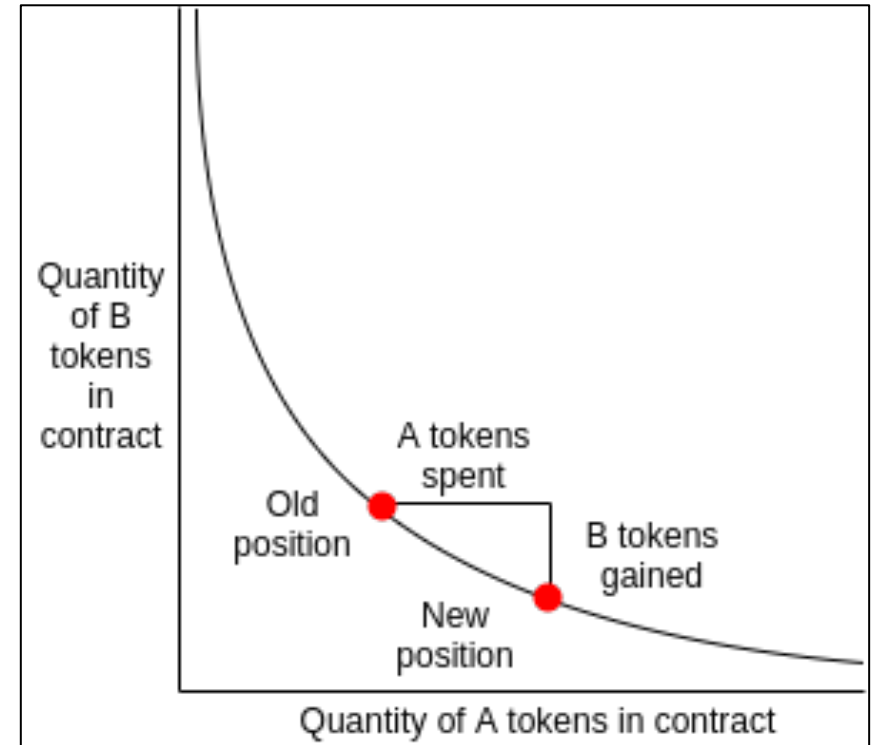 Quantity
of B
tokens
in
contract
A tokens
spent
Old
position
B tokens
gained
New
position
Quantity of A tokens in contract